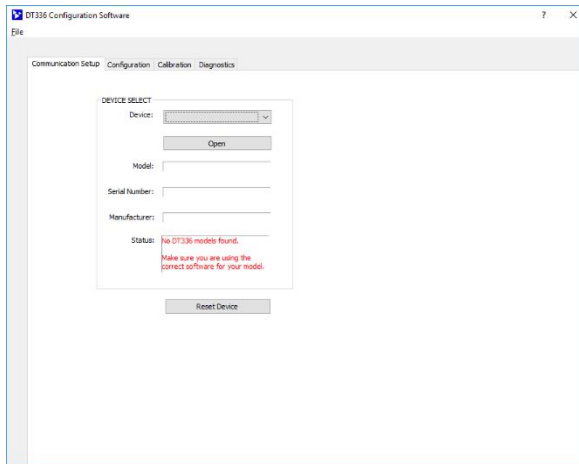 DT336 Configuration Software
? X
File
Communication Setup Configuration Calibration Diagnostics
DEVICE SELECT
Device:
Open
Model:
Serial Number:
Manufacturer:
Status: No DT336 models found.
Make sure you are using the
correct software for your model.
Reset Device